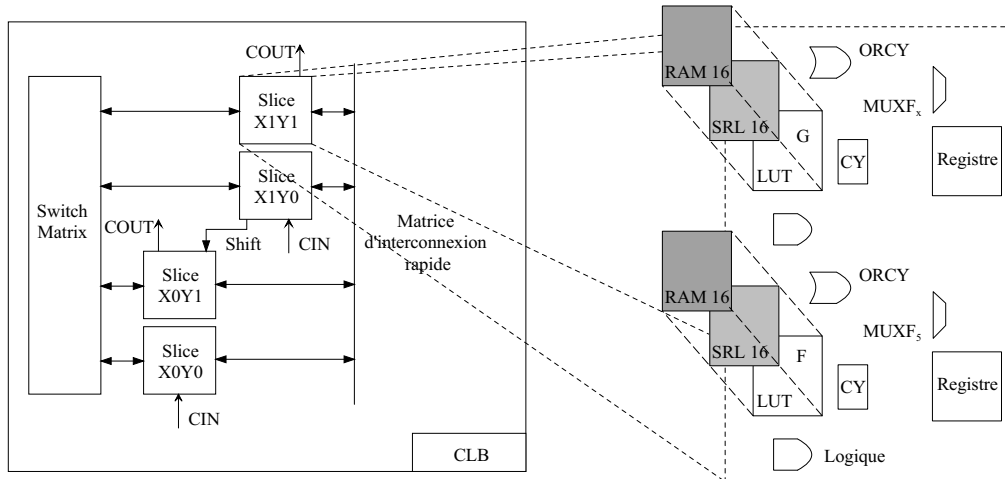 COUT
Slice
X1Y1
Slice
X1Y0
Switch
Matrix
COUT
Shift
CIN
Matrice
d'interconnexion
rapide
Slice
X0Y1
Slice
X0Y0
CIN
CLB
RAM 16
SRL 16
G
LUT
ORCY
MUXFx
CY
Registre
RAM 16
SRL 16
F
LUT
ORCY
MUXF5
CY
Registre
Logique